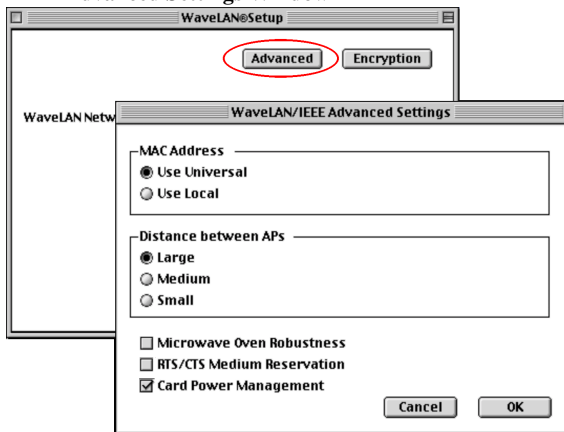 WaveLAN®Setup
Advanced
Encryption
WaveLAN Netw
WaveLAN/IEEE Advanced Settings
MAC Address
Use Universal
Use Local
Distance between APs
Large
Medium
Small
Microwave Oven Robustness
RTS/CTS Medium Reservation
Card Power Management
Cancel
OK